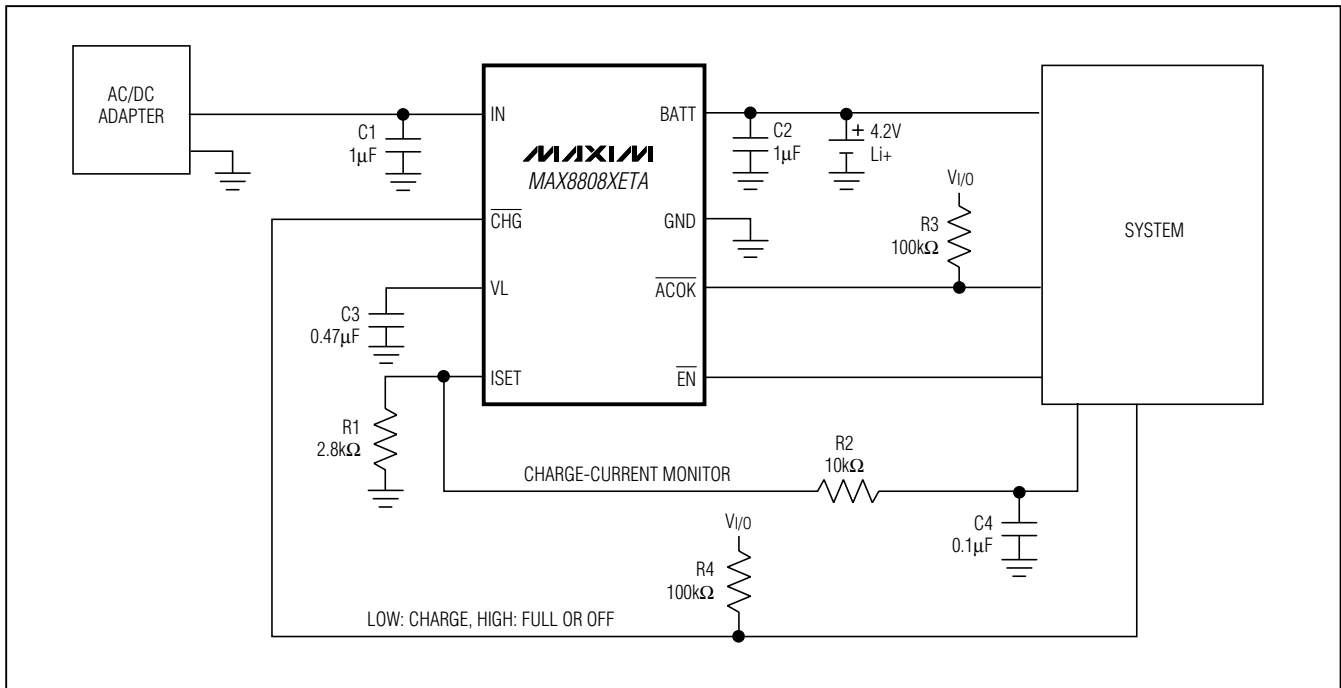 AC/DC
ADAPTER
C1
1µF
IN
CHG
VL
ISET
MAXIM
MAX8808XETA
BATT
GND
ACOK
EN
C2
1µF
+ 4.2V
Li+
VI/O
R3
100kΩ
SYSTEM
C3
0.47µF
R1
2.8kΩ
CHARGE-CURRENT MONITOR
R2
10kΩ
C4
0.1µF
VI/O
R4
100kΩ
LOW: CHARGE, HIGH: FULL OR OFF